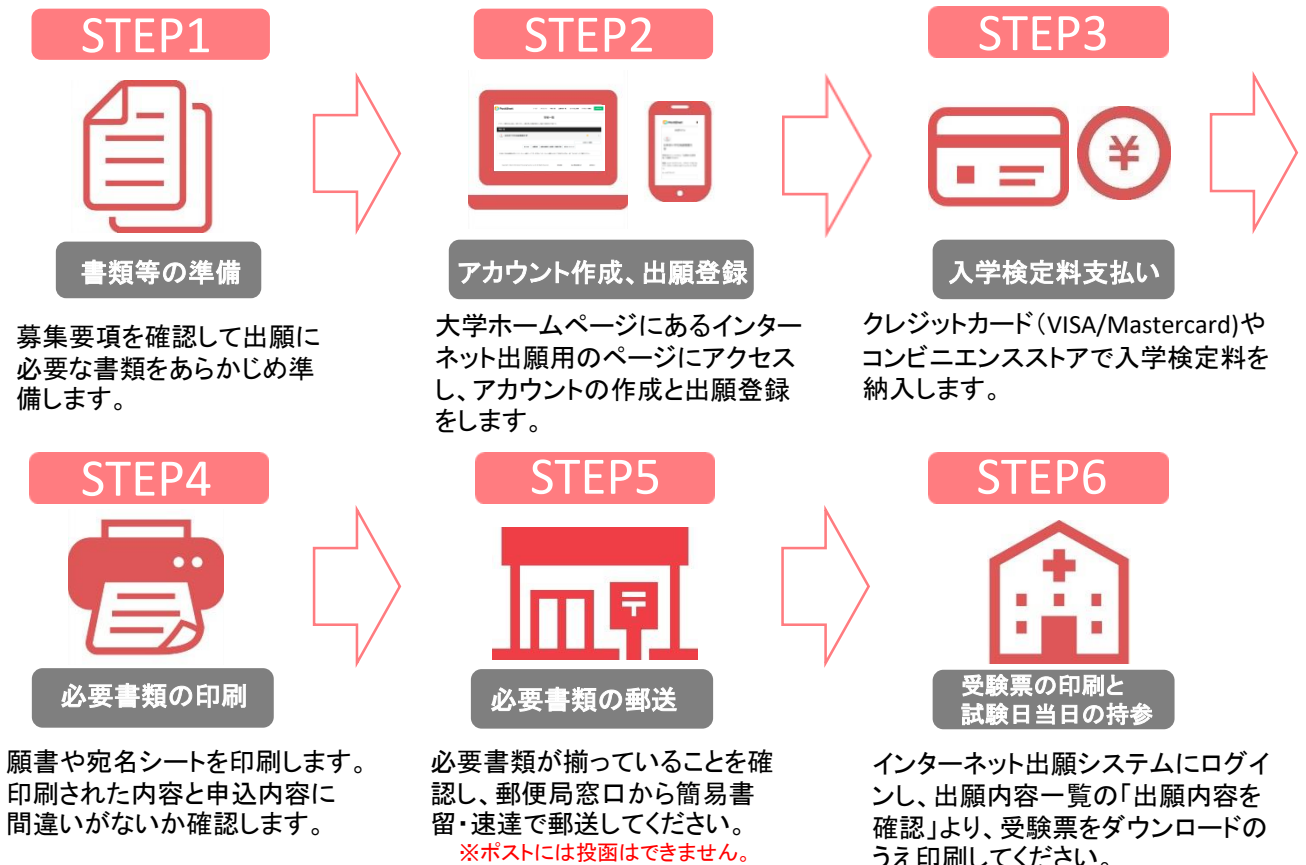 STEP1
書類等の準備
募集要項を確認して出願に
必要な書類をあらかじめ準
備します。
STEP2
アカウント作成、出願登録
大学ホームページにあるインター
ネット出願用のページにアクセス
し、アカウントの作成と出願登録
をします。
STEP3
¥
入学検定料支払い
クレジットカード（VISA/Mastercard)や
コンビニエンスストアで入学検定料を
納入します。
STEP4
必要書類の印刷
願書や宛名シートを印刷します。
印刷された内容と申込内容に
間違いがないか確認します。
STEP5
〒
必要書類の郵送
必要書類が揃っていることを確
認し、郵便局窓口から簡易書
留・速達で郵送してください。
※ポストには投函はできません。
STEP6
受験票の印刷と
試験日当日の持参
インターネット出願システムにログイ
ンし、出願内容一覧の「出願内容を
確認」より、受験票をダウンロードの
うえ印刷してください。